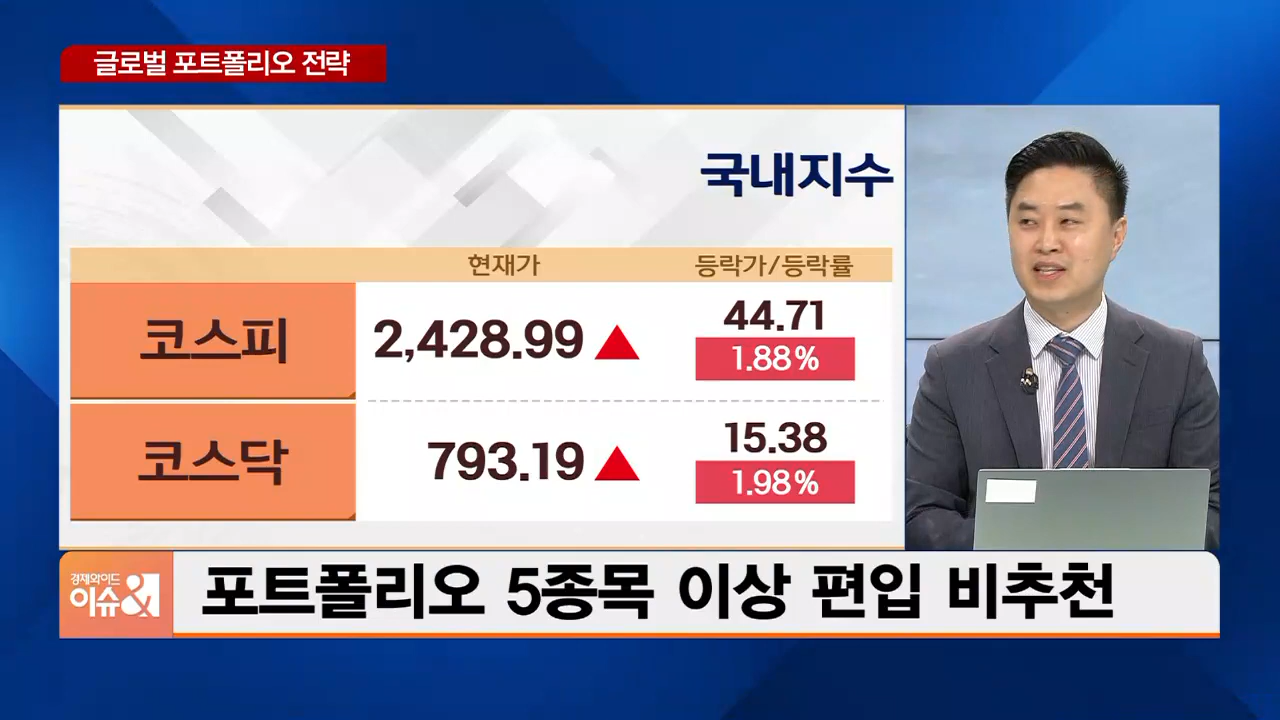 글로벌 포트폴리오 전략
국내지수
현재가 등락가/등락률
코스피 2,428.99 ▲ 44.71
1.88%
코스닥 793.19 ▲ 15.38
1.98%
경제와이드
이슈&
포트폴리오 5종목 이상 편입 비추천